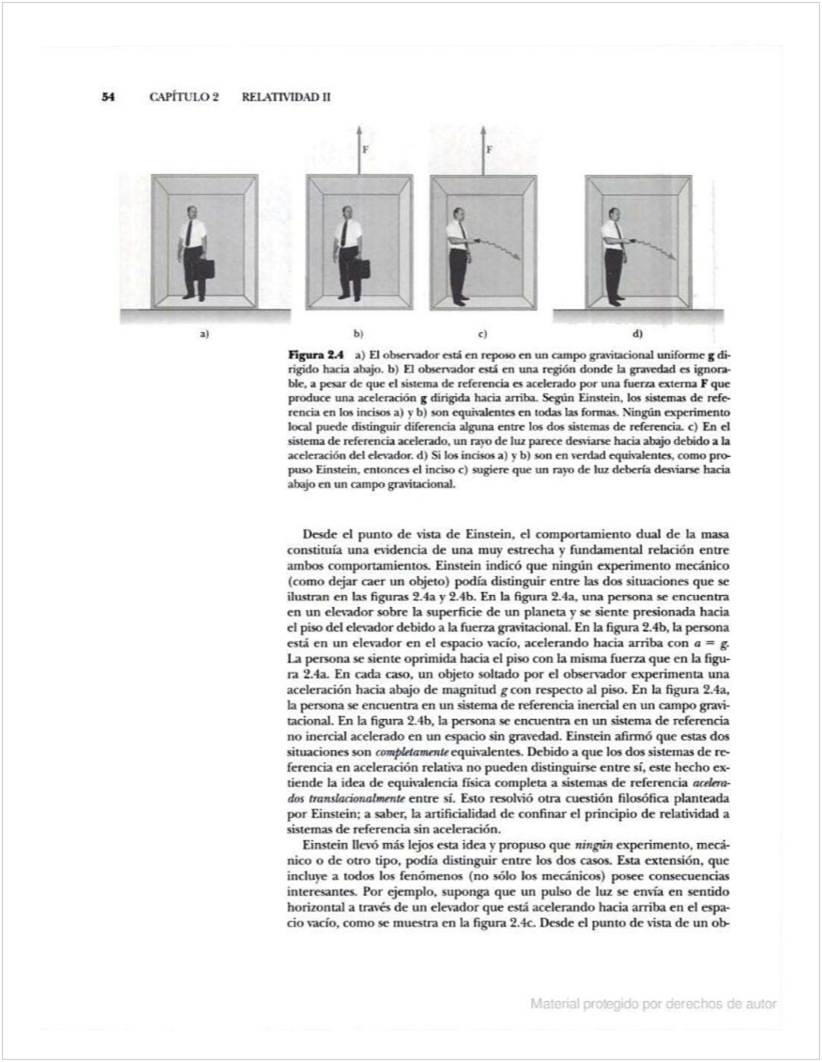 54 CAPÍTULO 2 RELATIVIDAD II
F F
a) b) c) d)
Figura 2.4 a) El observador está en reposo en un campo gravitacional uniforme g di-
rigido hacia abajo. b) El observador está en una región donde la gravedad es ignora-
ble, a pesar de que el sistema de referencia es acelerado por una fuerza externa F que
produce una aceleración g dirigida hacia arriba. Según Einstein, los sistemas de refe-
rencia en los incisos a) y b) son equivalentes en todas las formas. Ningún experimento
local puede distinguir diferencia alguna entre los dos sistemas de referencia. c) En el
sistema de referencia acelerado, un rayo de luz parece desviarse hacia abajo debido a la
aceleración del elevador. d) Si los incisos a) y b) son en verdad equivalentes, como pro-
puso Einstein, entonces el inciso c) sugiere que un rayo de luz debería desviarse hacia
abajo en un campo gravitacional.
Desde el punto de vista de Einstein, el comportamiento dual de la masa
constituía una evidencia de una muy estrecha y fundamental relación entre
ambos comportamientos. Einstein indicó que ningún experimento mecánico
(como dejar caer un objeto) podía distinguir entre las dos situaciones que se
ilustran en las figuras 2.4a y 2.4b. En la figura 2.4a, una persona se encuentra
en un elevador sobre la superficie de un planeta y se siente presionada hacia
el piso del elevador debido a la fuerza gravitacional. En la figura 2.4b, la persona
está en un elevador en el espacio vacío, acelerando hacia arriba con a = g.
La persona se siente oprimida hacia el piso con la misma fuerza que en la figu-
ra 2.4a. En cada caso, un objeto soltado por el observador experimenta una
aceleración hacia abajo de magnitud g con respecto al piso. En la figura 2.4a,
la persona se encuentra en un sistema de referencia inercial en un campo gravi-
tacional. En la figura 2.4b, la persona se encuentra en un sistema de referencia
no inercial acelerado en un espacio sin gravedad. Einstein afirmó que estas dos
situaciones son completamente equivalentes. Debido a que los dos sistemas de re-
ferencia en aceleración relativa no pueden distinguirse entre sí, este hecho ex-
tiende la idea de equivalencia física completa a sistemas de referencia acelera-
dos translacionalmente entre sí. Esto resolvió otra cuestión filosófica planteada
por Einstein; a saber, la artificialidad de confinar el principio de relatividad a
sistemas de referencia sin aceleración.
Einstein llevó más lejos esta idea y propuso que ningún experimento, mecá-
nico o de otro tipo, podía distinguir entre los dos casos. Esta extensión, que
incluye a todos los fenómenos (no sólo los mecánicos) posee consecuencias
interesantes. Por ejemplo, suponga que un pulso de luz se envía en sentido
horizontal a través de un elevador que está acelerando hacia arriba en el espa-
cio vacío, como se muestra en la figura 2.4c. Desde el punto de vista de un ob-
Material protegido por derechos de autor